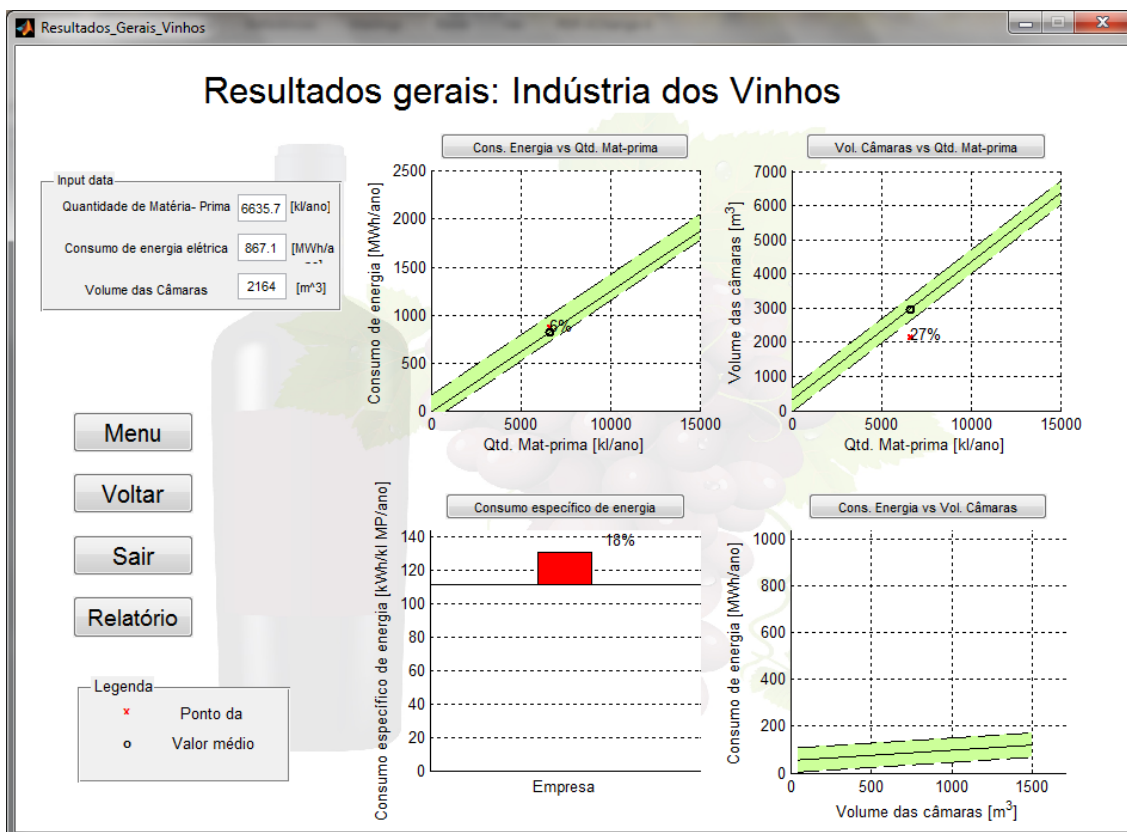 Resultados_Gerais_Vinhos
Resultados gerais: Indústria dos Vinhos
Input data
Quantidade de Matéria- Prima 6635.7 [kl/ano]
Consumo de energia elétrica 867.1 [MWh/a
Volume das Câmaras 2164 [m^3]
Menu
Voltar
Sair
Relatório
Legenda
x Ponto da
o Valor médio
Cons. Energia vs Qtd. Mat-prima
Consumo de energia [MWh/ano]
2500
2000
1500
1000
500
0
6%
5000 10000 15000
Qtd. Mat-prima [kl/ano]
Vol. Câmaras vs Qtd. Mat-prima
Volume das câmaras [m³]
7000
6000
5000
4000
3000
2000
1000
0
27%
0 5000 10000 15000
Qtd. Mat-prima [kl/ano]
Consumo específico de energia
Consumo específico de energia [kWh/kl MP/ano]
140
120
100
80
60
40
20
0
18%
Empresa
Cons. Energia vs Vol. Câmaras
Consumo de energia [MWh/ano]
1000
800
600
400
200
0
0 500 1000 1500
Volume das câmaras [m³]